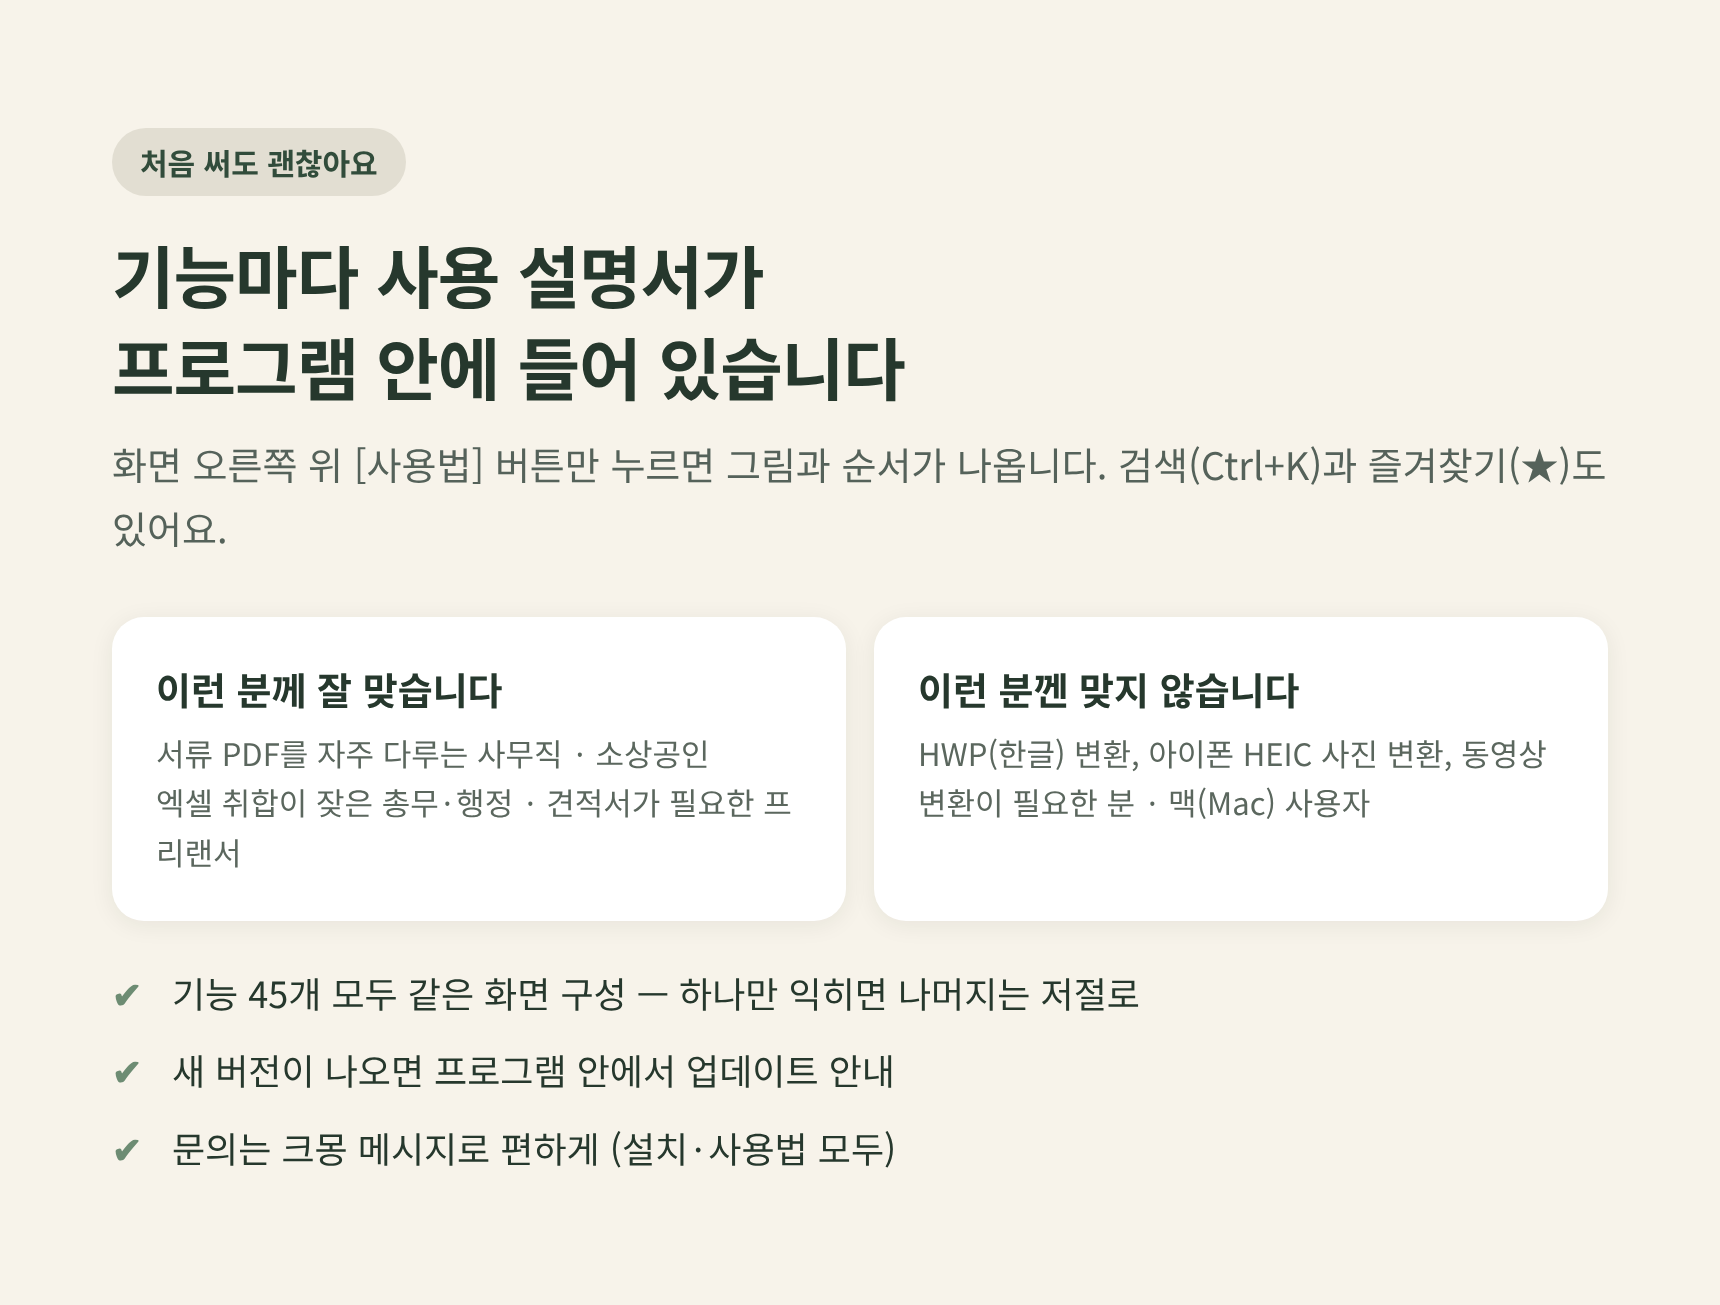 처음 써도 괜찮아요
기능마다 사용 설명서가
프로그램 안에 들어 있습니다
화면 오른쪽 위 [사용법] 버튼만 누르면 그림과 순서가 나옵니다. 검색(Ctrl+K)과 즐겨찾기(★)도
있어요.
이런 분께 잘 맞습니다
서류 PDF를 자주 다루는 사무직 · 소상공인
엑셀 취합이 잦은 총무·행정 · 견적서가 필요한 프
리랜서
이런 분껜 맞지 않습니다
HWP(한글) 변환, 아이폰 HEIC 사진 변환, 동영상
변환이 필요한 분 · 맥(Mac) 사용자
✔ 기능 45개 모두 같은 화면 구성 — 하나만 익히면 나머지는 저절로
✔ 새 버전이 나오면 프로그램 안에서 업데이트 안내
✔ 문의는 크몽 메시지로 편하게 (설치·사용법 모두)